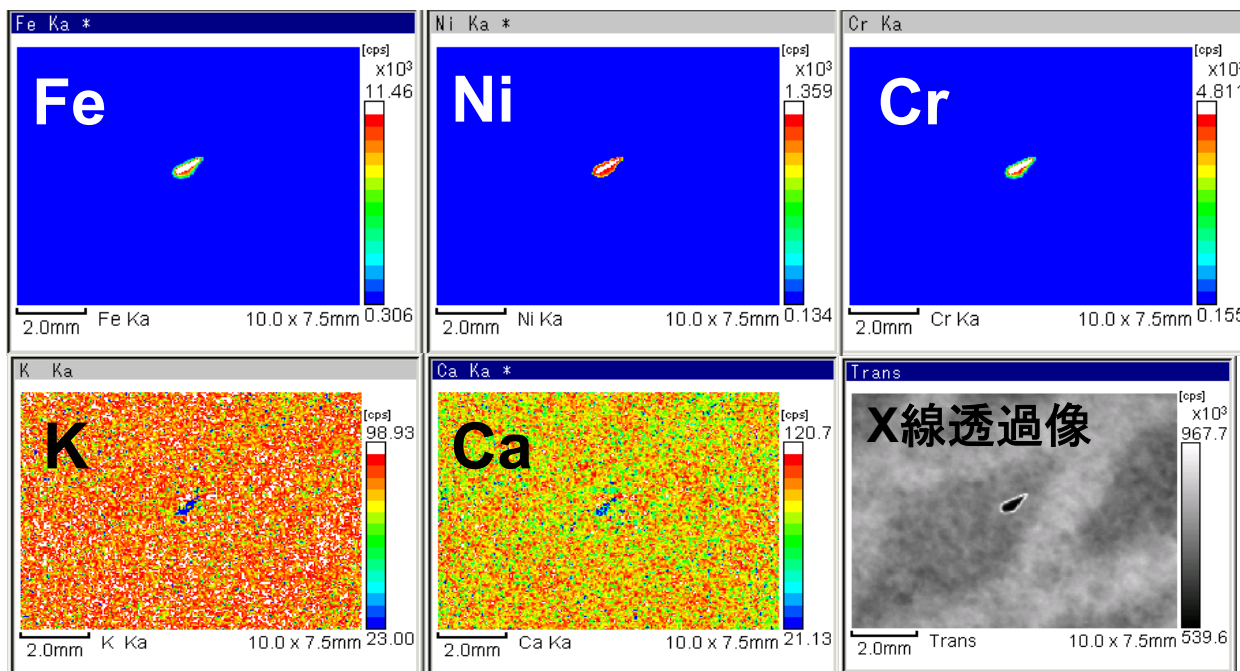 Fe Ka *
Fe
[cps]
x10³
11.46
0.306
2.0mm
Fe Ka
10.0 x 7.5mm
Ni Ka *
Ni
[cps]
x10³
1.359
0.134
2.0mm
Ni Ka
10.0 x 7.5mm
Cr Ka
Cr
[cps]
4.811
0.155
2.0mm
Cr Ka
10.0 x 7.5mm
K Ka
K
[cps]
98.93
23.00
2.0mm
K Ka
10.0 x 7.5mm
Ca Ka *
Ca
[cps]
120.7
21.13
2.0mm
Ca Ka
10.0 x 7.5mm
Trans
X線透過像
[cps]
x10³
967.7
539.6
2.0mm
Trans
10.0 x 7.5mm